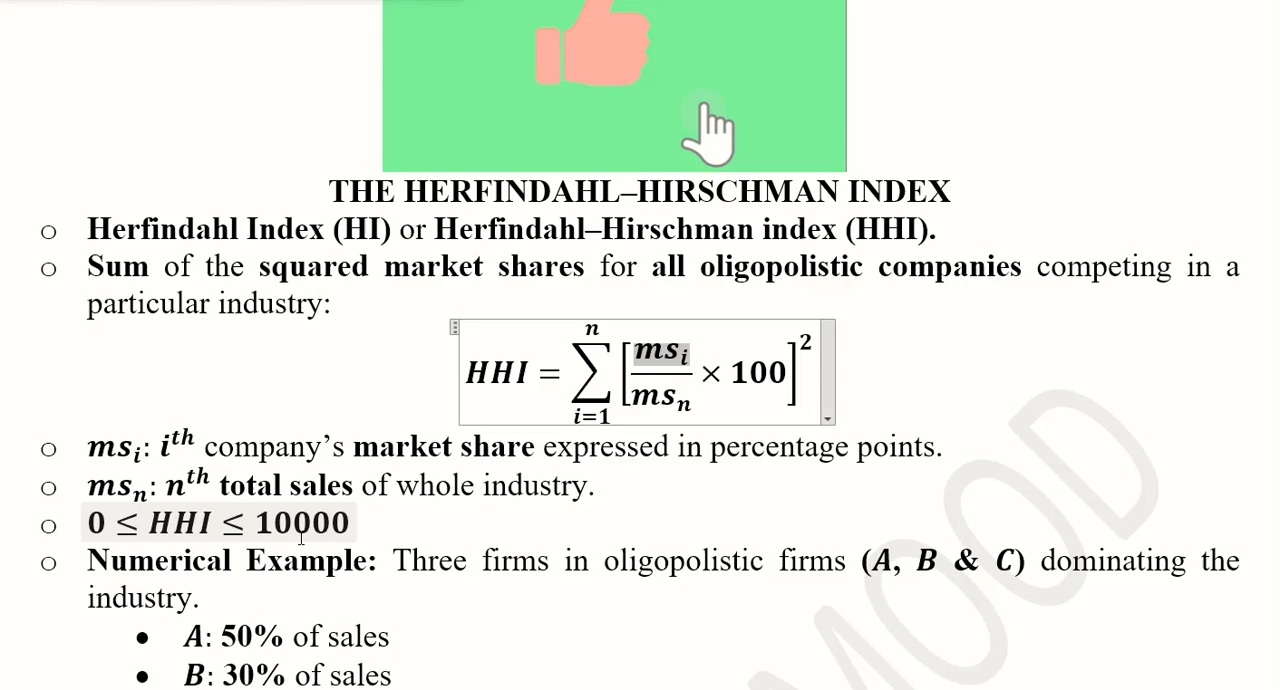 THE HERFINDAHL–HIRSCHMAN INDEX
○ Herfindahl Index (HI) or Herfindahl–Hirschman index (HHI).
○ Sum of the squared market shares for all oligopolistic companies competing in a
particular industry:
HHI = ∑_{i=1}^{n} [ms_i / ms_n × 100]^2
○ ms_i: i^th company’s market share expressed in percentage points.
○ ms_n: n^th total sales of whole industry.
○ 0 ≤ HHI ≤ 10000
○ Numerical Example: Three firms in oligopolistic firms (A, B & C) dominating the
industry.
• A: 50% of sales
• B: 30% of sales
MOOD